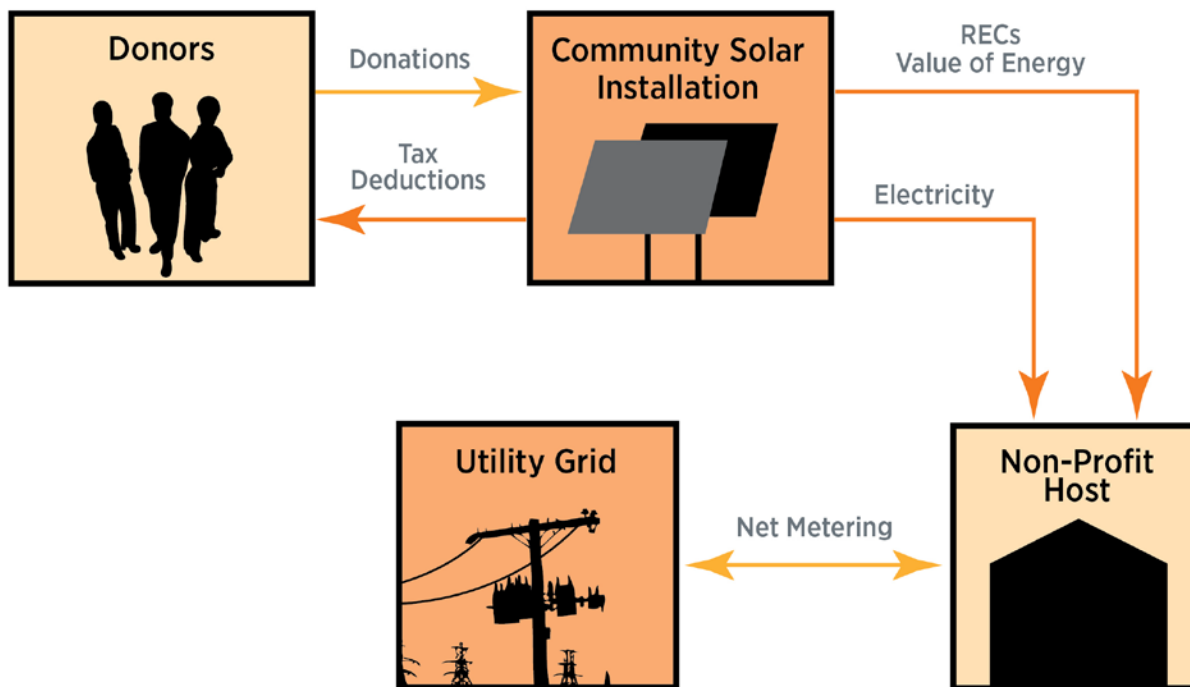 Donors
Donations
Tax
Deductions
Community Solar
Installation
RECs
Value of Energy
Electricity
Utility Grid
Net Metering
Non-Profit
Host